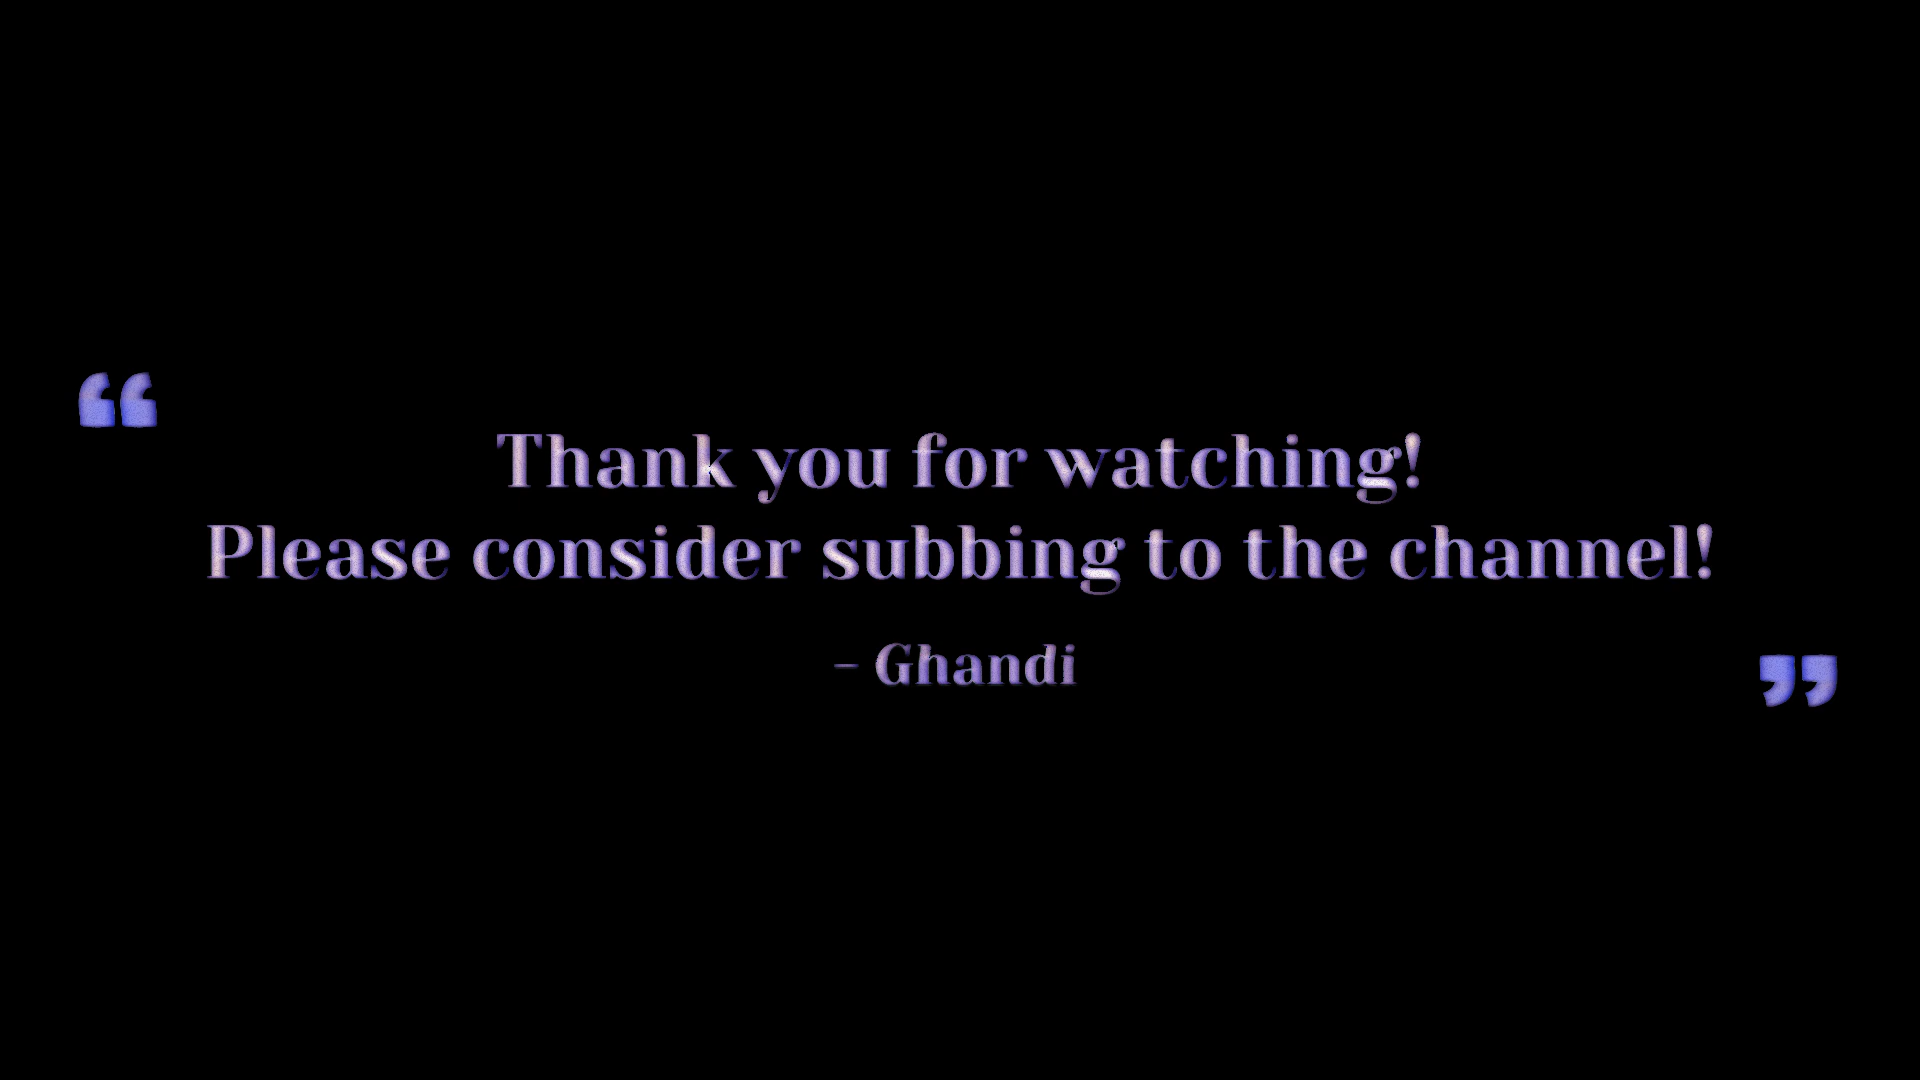 “
Thank you for watching!
Please consider subbing to the channel!
– Ghandi
”